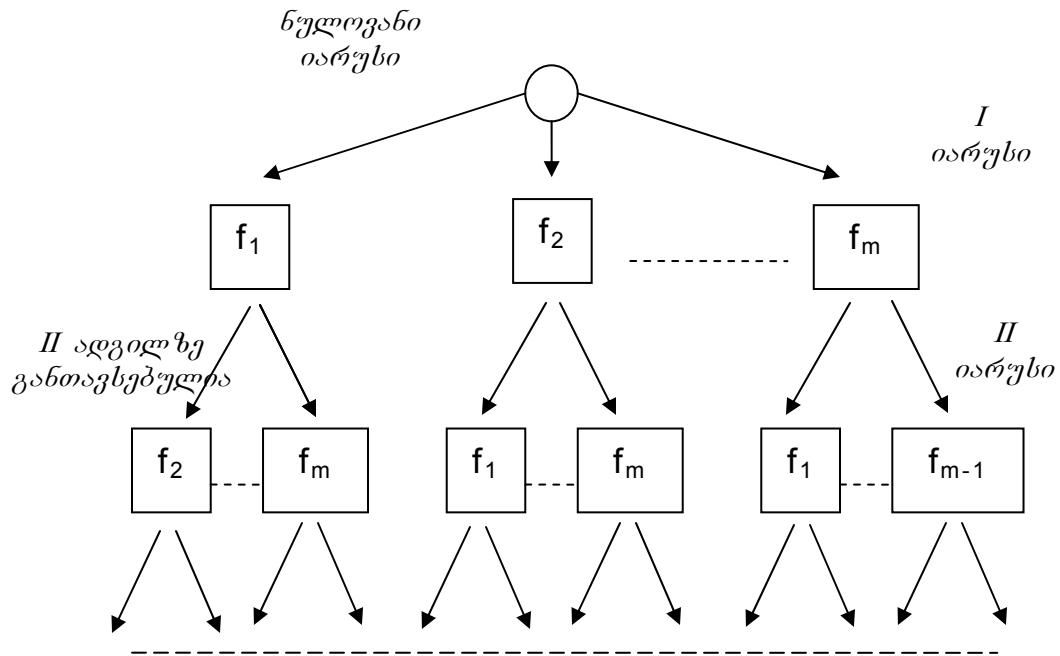 ნულოვანი
იარუსი
I
იარუსი
f₁
f₂
fₘ
II ადგილზე
განთავსებულია
II
იარუსი
f₂
fₘ
f₁
fₘ
f₁
fₘ₋₁